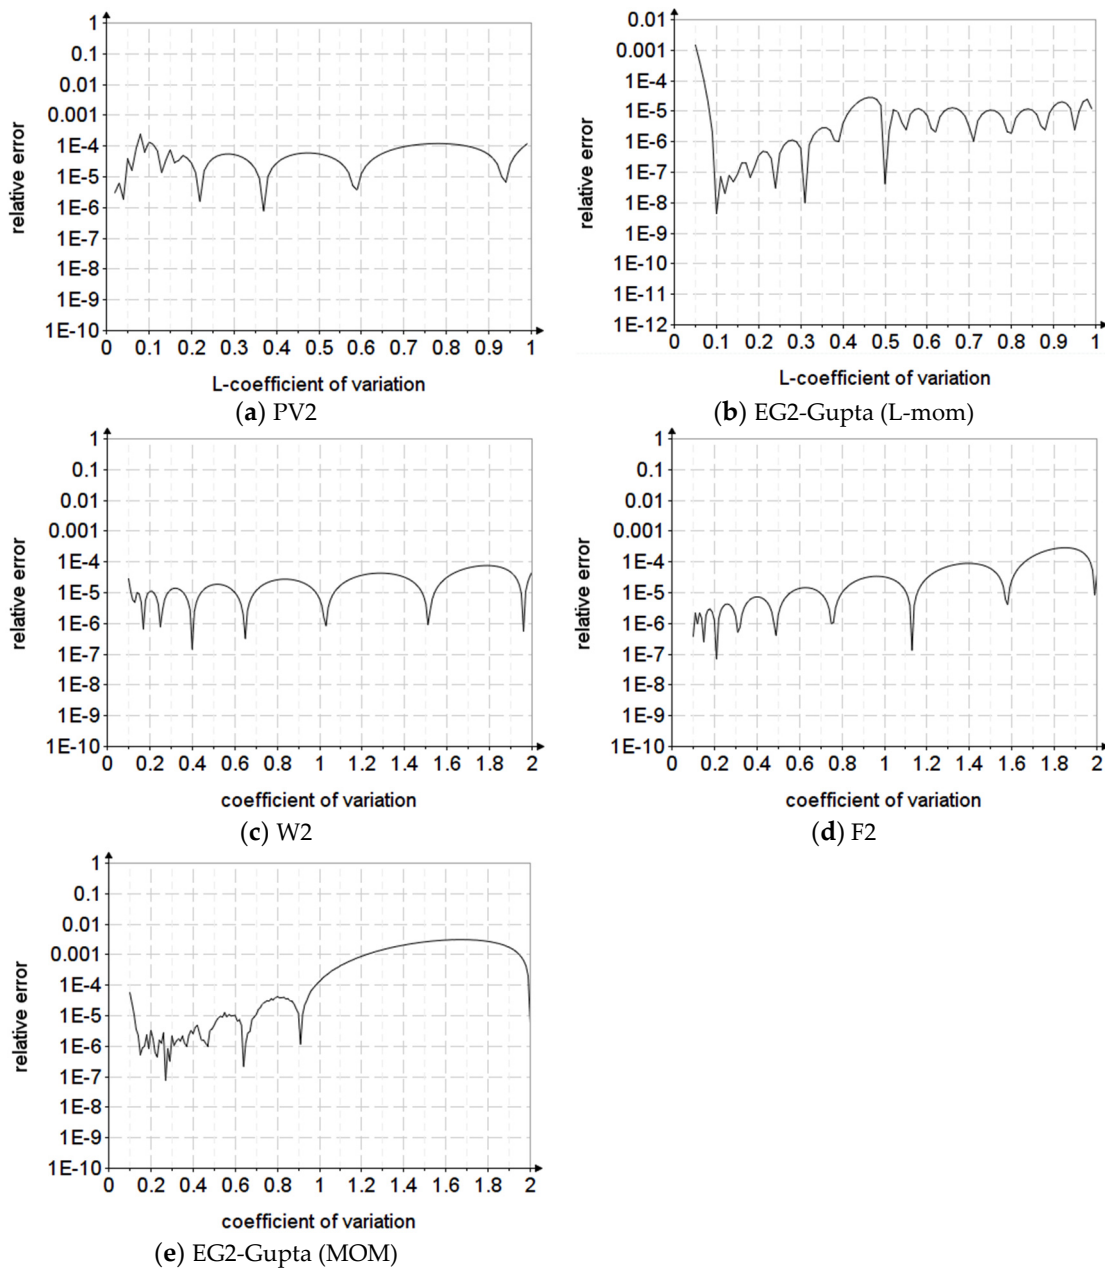 1
0.1
0.01
0.001
1E-4
1E-5
1E-6
1E-7
1E-8
1E-9
1E-10
relative error
0 0.1 0.2 0.3 0.4 0.5 0.6 0.7 0.8 0.9 1
L-coefficient of variation
(a) PV2
0.01
0.001
1E-4
1E-5
1E-6
1E-7
1E-8
1E-9
1E-10
1E-11
1E-12
relative error
0 0.1 0.2 0.3 0.4 0.5 0.6 0.7 0.8 0.9 1
L-coefficient of variation
(b) EG2-Gupta (L-mom)
1
0.1
0.01
0.001
1E-4
1E-5
1E-6
1E-7
1E-8
1E-9
1E-10
relative error
0 0.2 0.4 0.6 0.8 1 1.2 1.4 1.6 1.8 2
coefficient of variation
(c) W2
1
0.1
0.01
0.001
1E-4
1E-5
1E-6
1E-7
1E-8
1E-9
1E-10
relative error
0 0.2 0.4 0.6 0.8 1 1.2 1.4 1.6 1.8 2
coefficient of variation
(d) F2
1
0.1
0.01
0.001
1E-4
1E-5
1E-6
1E-7
1E-8
1E-9
1E-10
relative error
0 0.2 0.4 0.6 0.8 1 1.2 1.4 1.6 1.8 2
coefficient of variation
(e) EG2-Gupta (MOM)